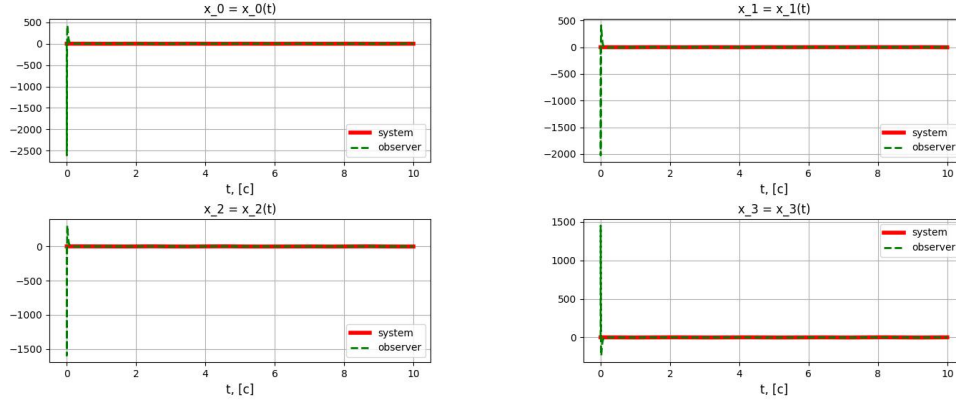 x_0 = x_0(t)
500
0
−500
−1000
−1500
−2000
−2500
system
observer
0 2 4 6 8 10
t, [c]
x_1 = x_1(t)
500
0
−500
−1000
−1500
−2000
system
observer
0 2 4 6 8 10
t, [c]
x_2 = x_2(t)
0
−500
−1000
−1500
system
observer
0 2 4 6 8 10
t, [c]
x_3 = x_3(t)
1500
1000
500
0
system
observer
0 2 4 6 8 10
t, [c]